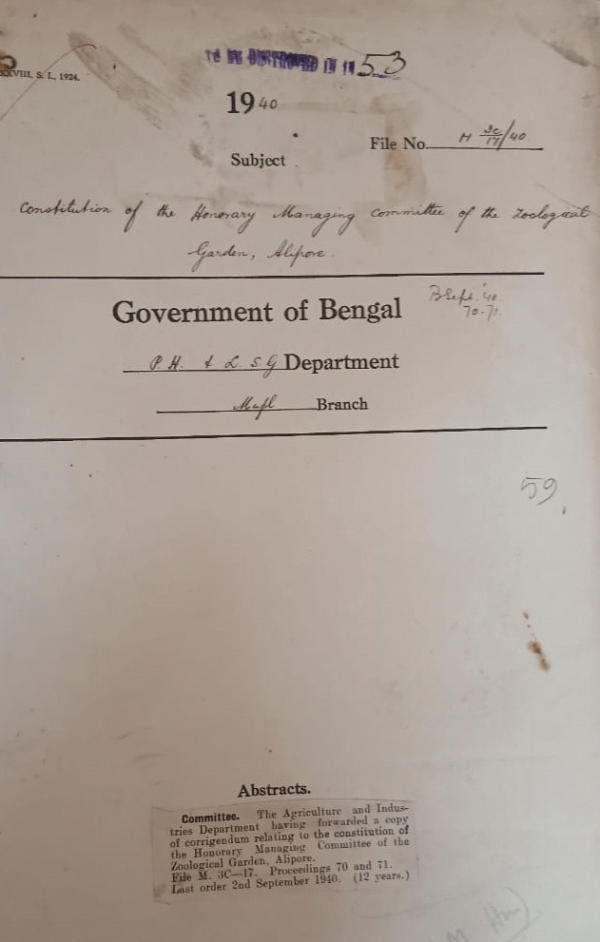 XXVIII, S. L, 1924.
TO BE DESTROYED IN 1953
1940
File No. M 3C/17/40
Subject
Constitution of the Honorary Managing Committee of the Zoological
Garden, Alipore.
Government of Bengal
B Sept. '40.
70-71.
P. H. & L. S G Department
Mufl Branch
59
Abstracts.
Committee. The Agriculture and Indus-
tries Department having forwarded a copy
of corrigendum relating to the constitution of
the Honorary Managing Committee of the
Zoological Garden, Alipore.
File M. 3C—17. Proceedings 70 and 71.
Last order 2nd September 1940. (12 years.)